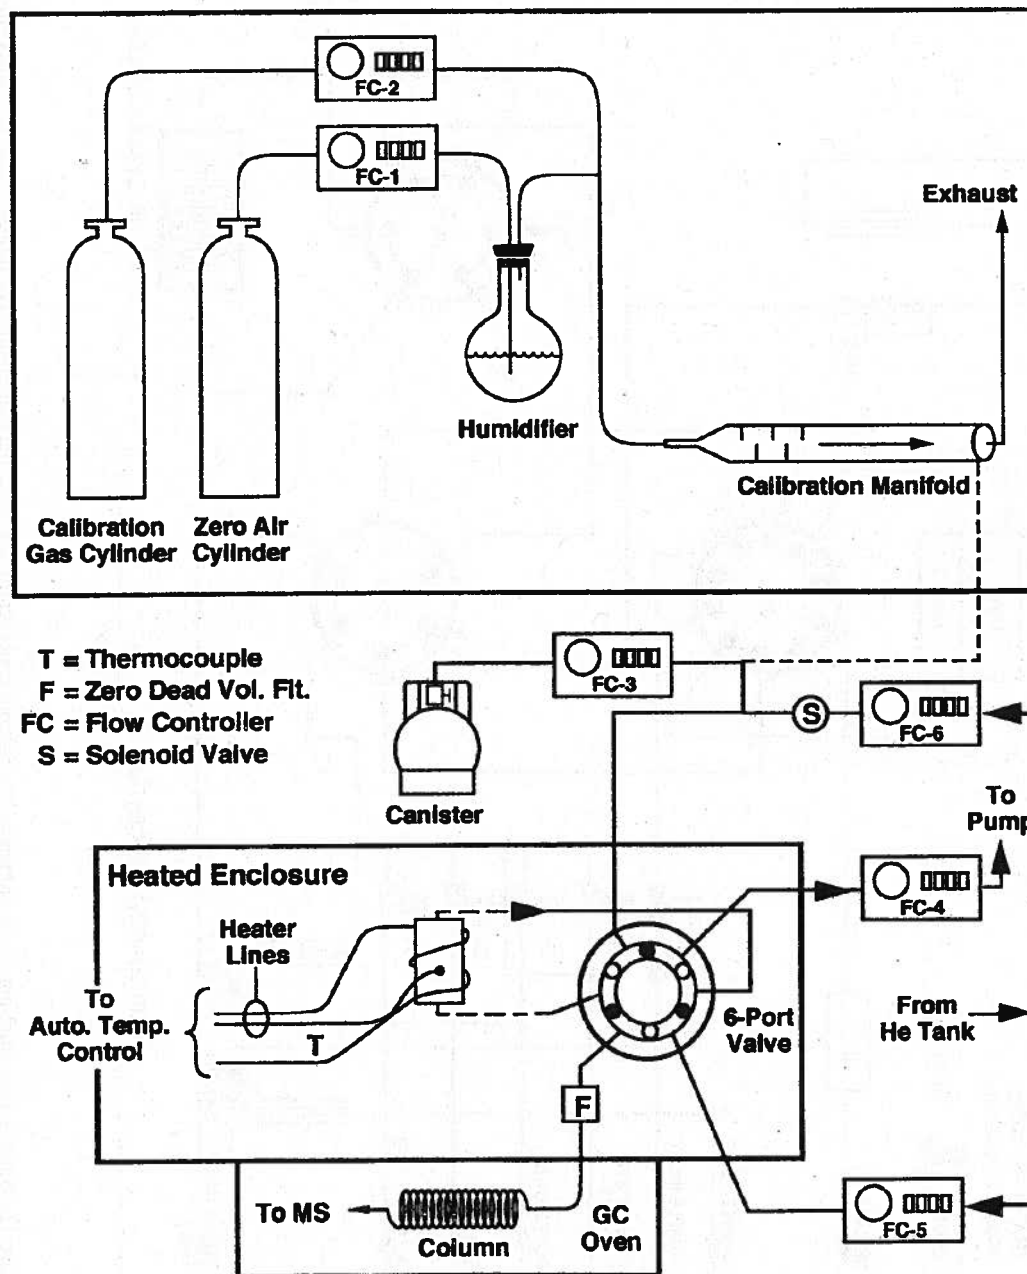 FC-2
FC-1
Exhaust
Humidifier
Calibration Manifold
Calibration
Gas Cylinder
Zero Air
Cylinder
T = Thermocouple
F = Zero Dead Vol. Fit.
FC = Flow Controller
S = Solenoid Valve
FC-3
S
FC-6
Canister
To
Pump
Heated Enclosure
FC-4
Heater
Lines
To
Auto. Temp.
Control
T
6-Port
Valve
From
He Tank
F
To MS
Column
GC
Oven
FC-5